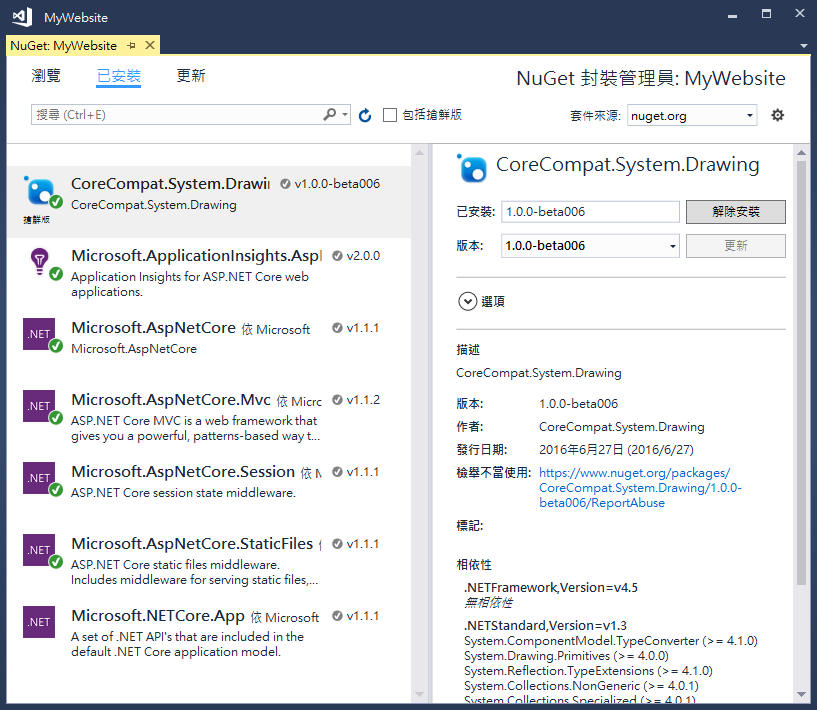 MyWebsite
NuGet: MyWebsite
瀏覽 已安裝 更新
NuGet 封裝管理員: MyWebsite
搜尋 (Ctrl+E)
包括搶鮮版
套件來源: nuget.org
CoreCompat.System.Drawi v1.0.0-beta006
CoreCompat.System.Drawing
搶鮮版
Microsoft.ApplicationInsights.Asp v2.0.0
Application Insights for ASP.NET Core web
applications.
.NET
Microsoft.AspNetCore 依 Microsoft v1.1.1
Microsoft.AspNetCore
.NET
Microsoft.AspNetCore.Mvc 依 Micrc v1.1.2
ASP.NET Core MVC is a web framework that
gives you a powerful, patterns-based way t...
.NET
Microsoft.AspNetCore.Session 依 v1.1.1
ASP.NET Core session state middleware.
.NET
Microsoft.AspNetCore.StaticFiles v1.1.1
ASP.NET Core static files middleware.
Includes middleware for serving static files,...
.NET
Microsoft.NETCore.App 依 Microsoft v1.1.1
A set of .NET API's that are included in the
default .NET Core application model.
CoreCompat.System.Drawing
已安裝: 1.0.0-beta006 解除安裝
版本: 1.0.0-beta006 更新
選項
描述
CoreCompat.System.Drawing
版本: 1.0.0-beta006
作者: CoreCompat.System.Drawing
發行日期: 2016年6月27日 (2016/6/27)
檢舉不當使用: https://www.nuget.org/packages/
CoreCompat.System.Drawing/1.0.0-
beta006/ReportAbuse
標記:
相依性
.NETFramework,Version=v4.5
無相依性
.NETStandard,Version=v1.3
System.ComponentModel.TypeConverter (>= 4.1.0)
System.Drawing.Primitives (>= 4.0.0)
System.Reflection.TypeExtensions (>= 4.1.0)
System.Collections.NonGeneric (>= 4.0.1)
System.Collections.Specialized (>= 4.0.1)